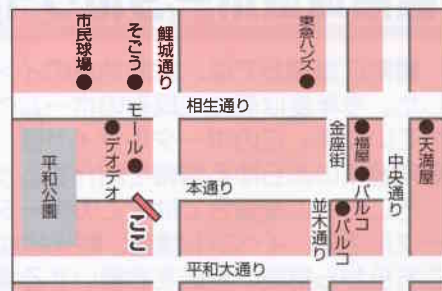 市民球場
そごう
鯉城通り
東急ハンズ
相生通り
モール
デオデオ
平和公園
金座街
福屋
パルコ
中央通り
天満屋
本通り
ここ
並木通り
パルコ
平和大通り